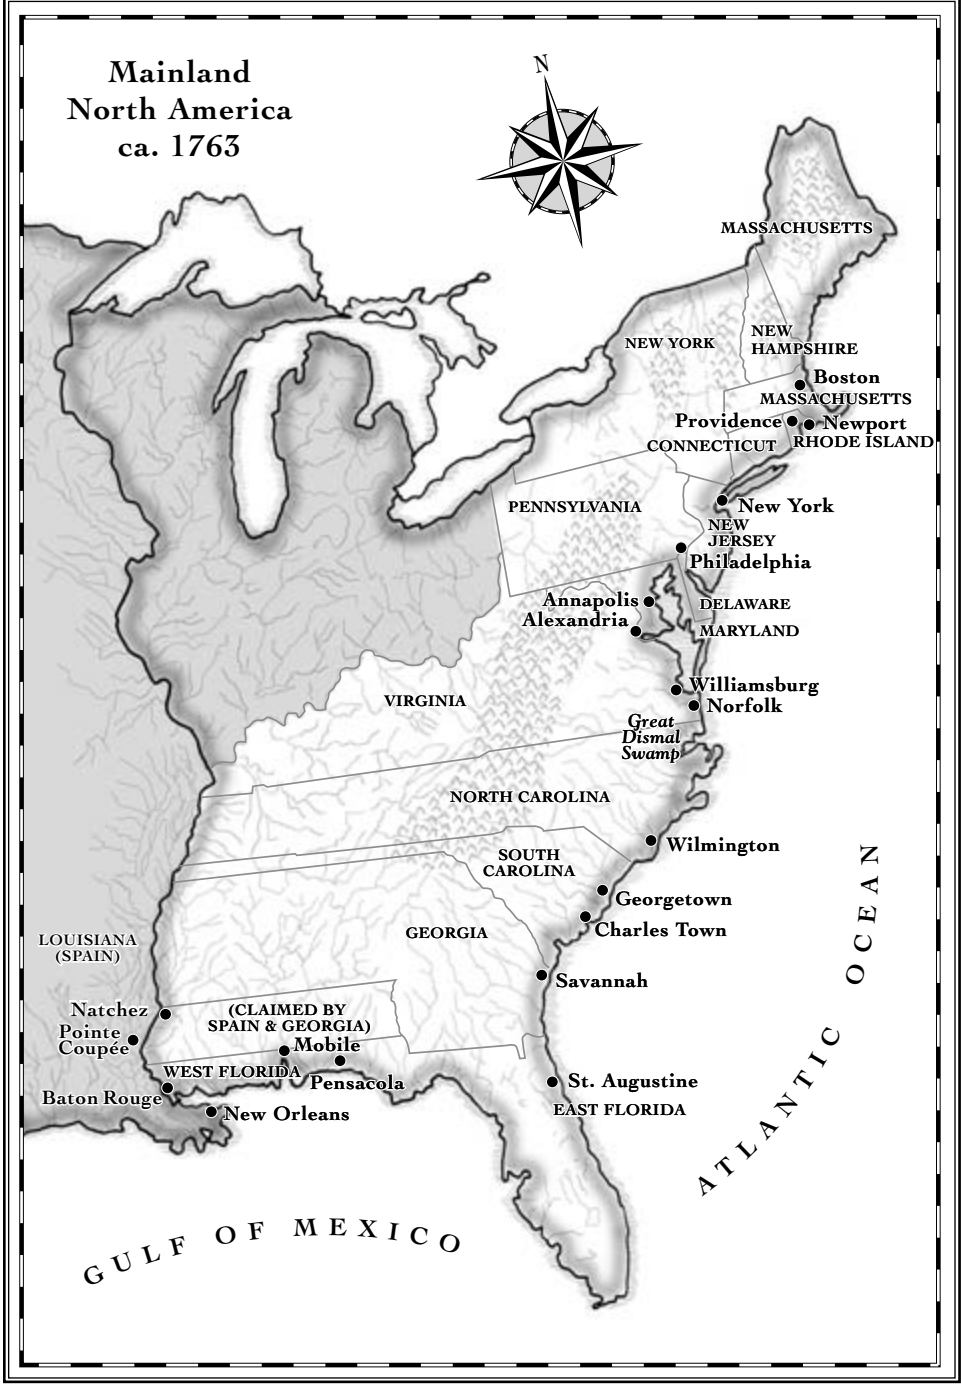 Mainland
North America
ca. 1763
N
MASSACHUSETTS
NEW YORK
NEW
HAMPSHIRE
Boston
MASSACHUSETTS
Providence
Newport
CONNECTICUT
RHODE ISLAND
PENNSYLVANIA
New York
NEW
JERSEY
Philadelphia
Annapolis
DELAWARE
Alexandria
MARYLAND
VIRGINIA
Williamsburg
Norfolk
Great
Dismal
Swamp
NORTH CAROLINA
Wilmington
SOUTH
CAROLINA
Georgetown
Charles Town
GEORGIA
LOUISIANA
(SPAIN)
Savannah
Natchez
(CLAIMED BY
SPAIN & GEORGIA)
Pointe
Coupée
Mobile
WEST FLORIDA
Pensacola
St. Augustine
Baton Rouge
New Orleans
EAST FLORIDA
ATLANTIC OCEAN
GULF OF MEXICO